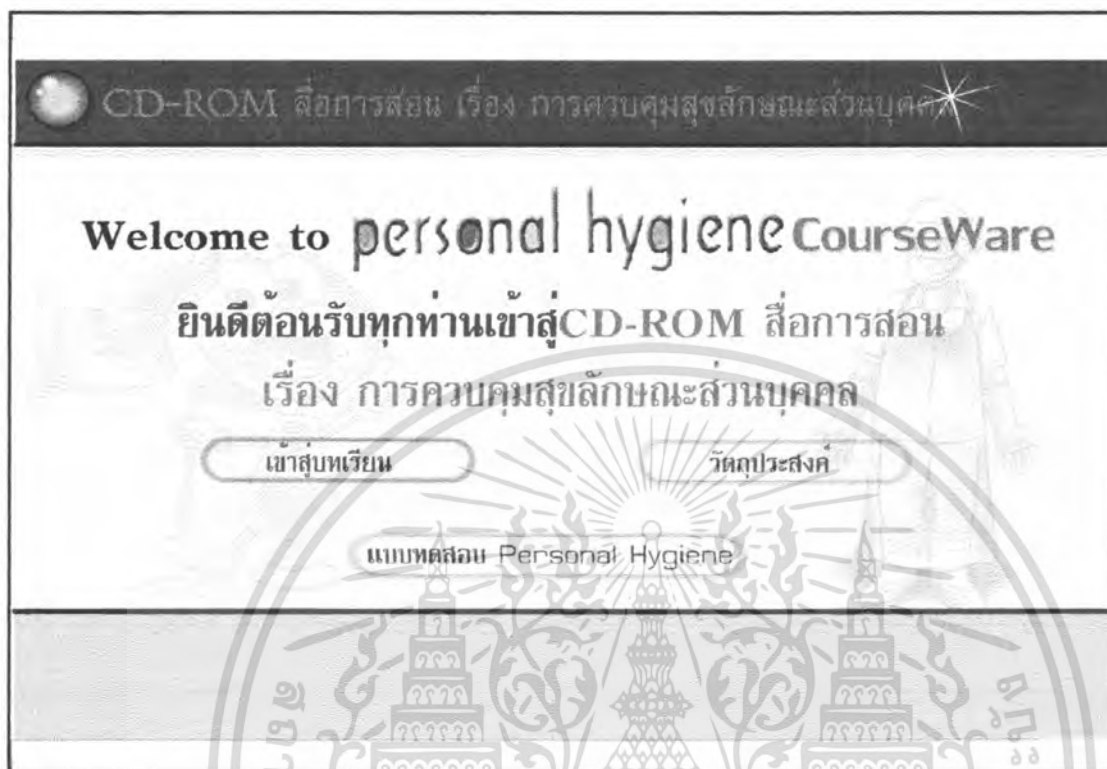 CD-ROM สื่อการสอน เรื่อง การควบคุมสุขลักษณะส่วนบุคคล
Welcome to personal hygiene CourseWare
ยินดีต้อนรับทุกท่านเข้าสู่CD-ROM สื่อการสอน
เรื่อง การควบคุมสุขลักษณะส่วนบุคคล
เข้าสู่บทเรียน วัตถุประสงค์
แบบทดสอบ Personal Hygiene